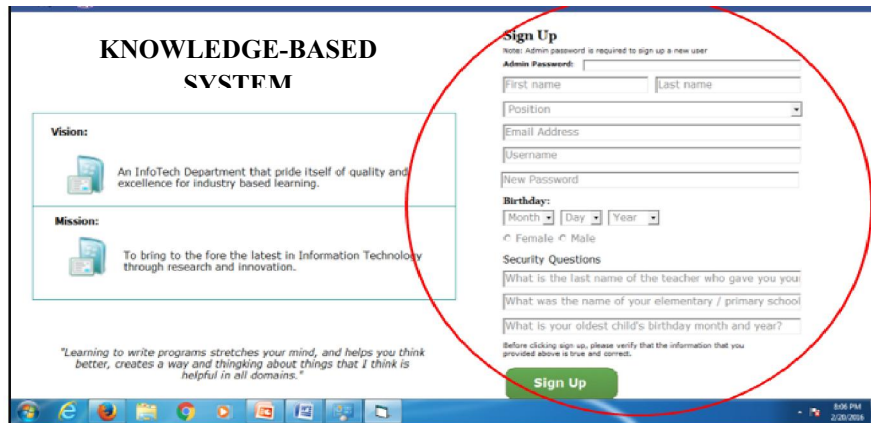 KNOWLEDGE-BASED
SYSTEM
Vision:
An InfoTech Department that pride itself of quality and
excellence for industry based learning.
Mission:
To bring to the fore the latest in Information Technology
through research and innovation.
"Learning to write programs stretches your mind, and helps you think
better, creates a way and thingking about things that I think is
helpful in all domains."
Sign Up
Note: Admin password is required to sign up a new user
Admin Password:
First name Last name
Position
Email Address
Username
New Password
Birthday:
Month Day Year
Female Male
Security Questions
What is the last name of the teacher who gave you your
What was the name of your elementary / primary school
What is your oldest child's birthday month and year?
Before clicking sign up, please verify that the information that you
provided above is true and correct.
Sign Up
8:06 PM
2/20/2016